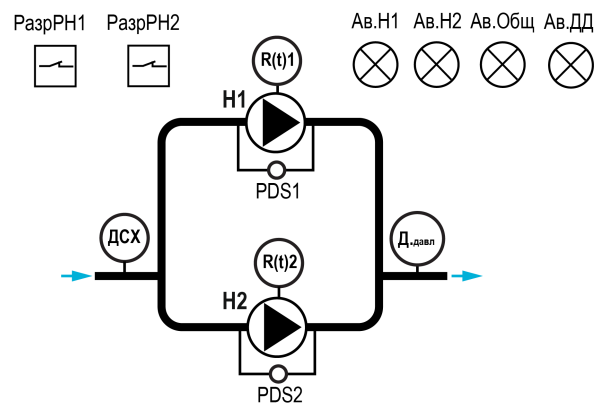 РазрРН1 РазрРН2 Ав.Н1 Ав.Н2 Ав.Общ Ав.ДД
R(t)1
Н1
PDS1
ДСХ
Д.давл
R(t)2
Н2
PDS2